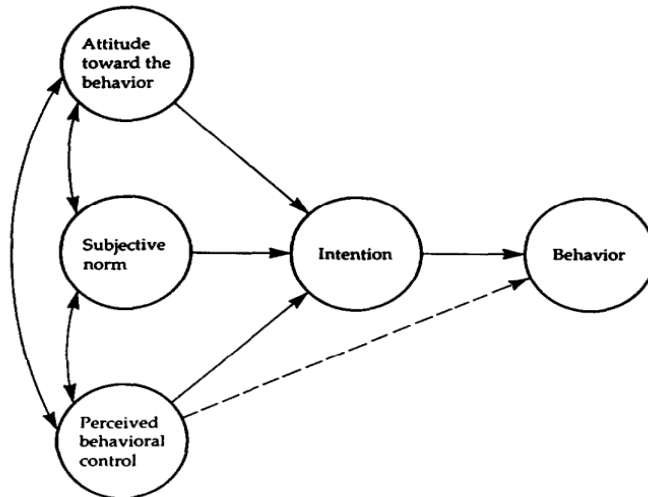 Attitude
toward the
behavior
Subjective
norm
Intention
Behavior
Perceived
behavioral
control